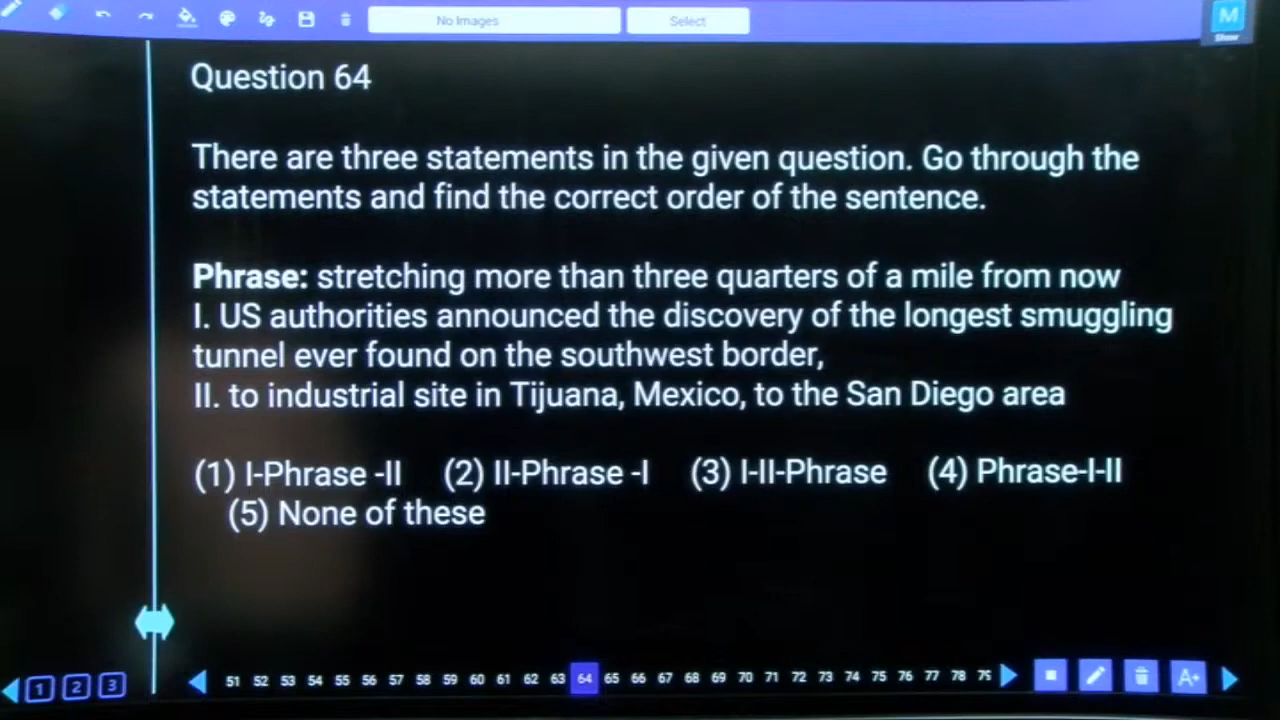 No Images
Select
M
Show
Question 64
There are three statements in the given question. Go through the
statements and find the correct order of the sentence.
Phrase: stretching more than three quarters of a mile from now
I. US authorities announced the discovery of the longest smuggling
tunnel ever found on the southwest border,
II. to industrial site in Tijuana, Mexico, to the San Diego area
(1) I-Phrase -II (2) II-Phrase -I (3) I-II-Phrase (4) Phrase-I-II
(5) None of these
1 2 3 51 52 53 54 55 56 57 58 59 60 61 62 63 64 65 66 67 68 69 70 71 72 73 74 75 76 77 78 A+